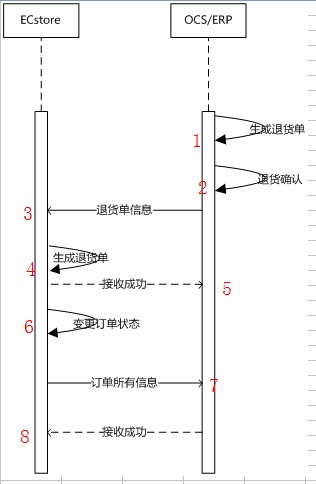 ECstore
OCS/ERP
生成退货单
1
退货确认
2
3
退货单信息
生成退货单
4
接收成功
5
6
变更订单状态
订单所有信息
7
接收成功
8